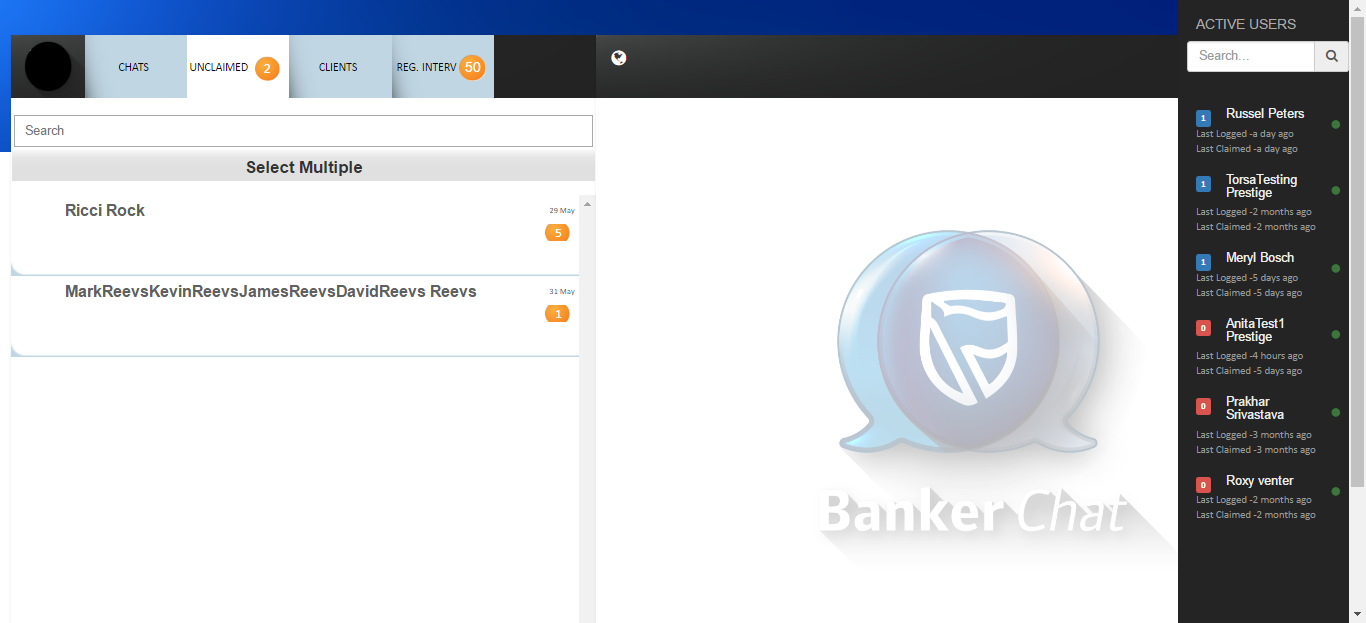 CHATS
UNCLAIMED 2
CLIENTS
REG. INTERV 50
Search
Select Multiple
Ricci Rock
29 May
5
MarkReevsKevinReevsJamesReevsDavidReevs Reevs
31 May
1
Banker Chat
ACTIVE USERS
Search...
1 Russel Peters
Last Logged -a day ago
Last Claimed -a day ago
1 TorsaTesting
Prestige
Last Logged -2 months ago
Last Claimed -2 months ago
1 Meryl Bosch
Last Logged -5 days ago
Last Claimed -5 days ago
0 AnitaTest1
Prestige
Last Logged -4 hours ago
Last Claimed -5 days ago
0 Prakhar
Srivastava
Last Logged -3 months ago
Last Claimed -3 months ago
0 Roxy venter
Last Logged -2 months ago
Last Claimed -2 months ago